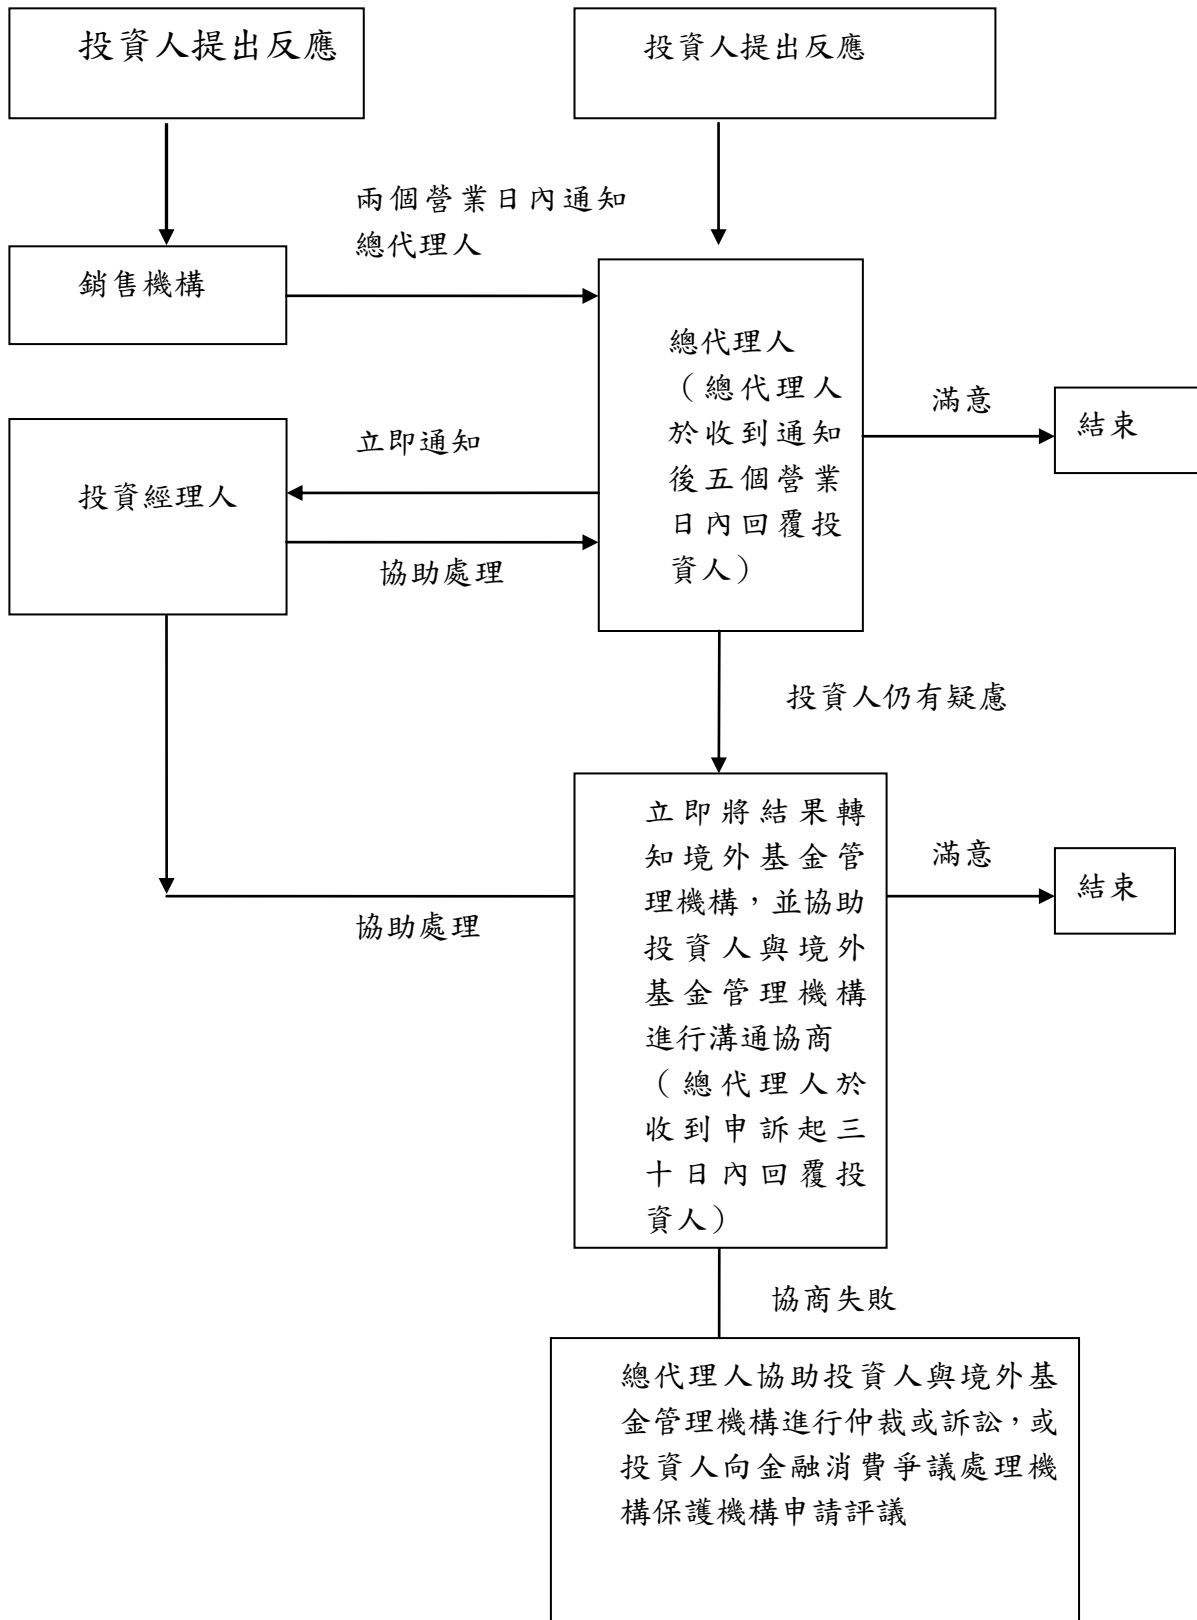 投資人提出反應
投資人提出反應
兩個營業日內通知
總代理人
銷售機構
總代理人
（總代理人
於收到通知
後五個營業
日內回覆投
資人）
滿意
結束
立即通知
投資經理人
協助處理
投資人仍有疑慮
立即將結果轉
知境外基金管
理機構，並協助
投資人與境外
基金管理機構
進行溝通協商
（總代理人於
收到申訴起三
十日內回覆投
資人）
滿意
結束
協助處理
協商失敗
總代理人協助投資人與境外基
金管理機構進行仲裁或訴訟，或
投資人向金融消費爭議處理機
構保護機構申請評議